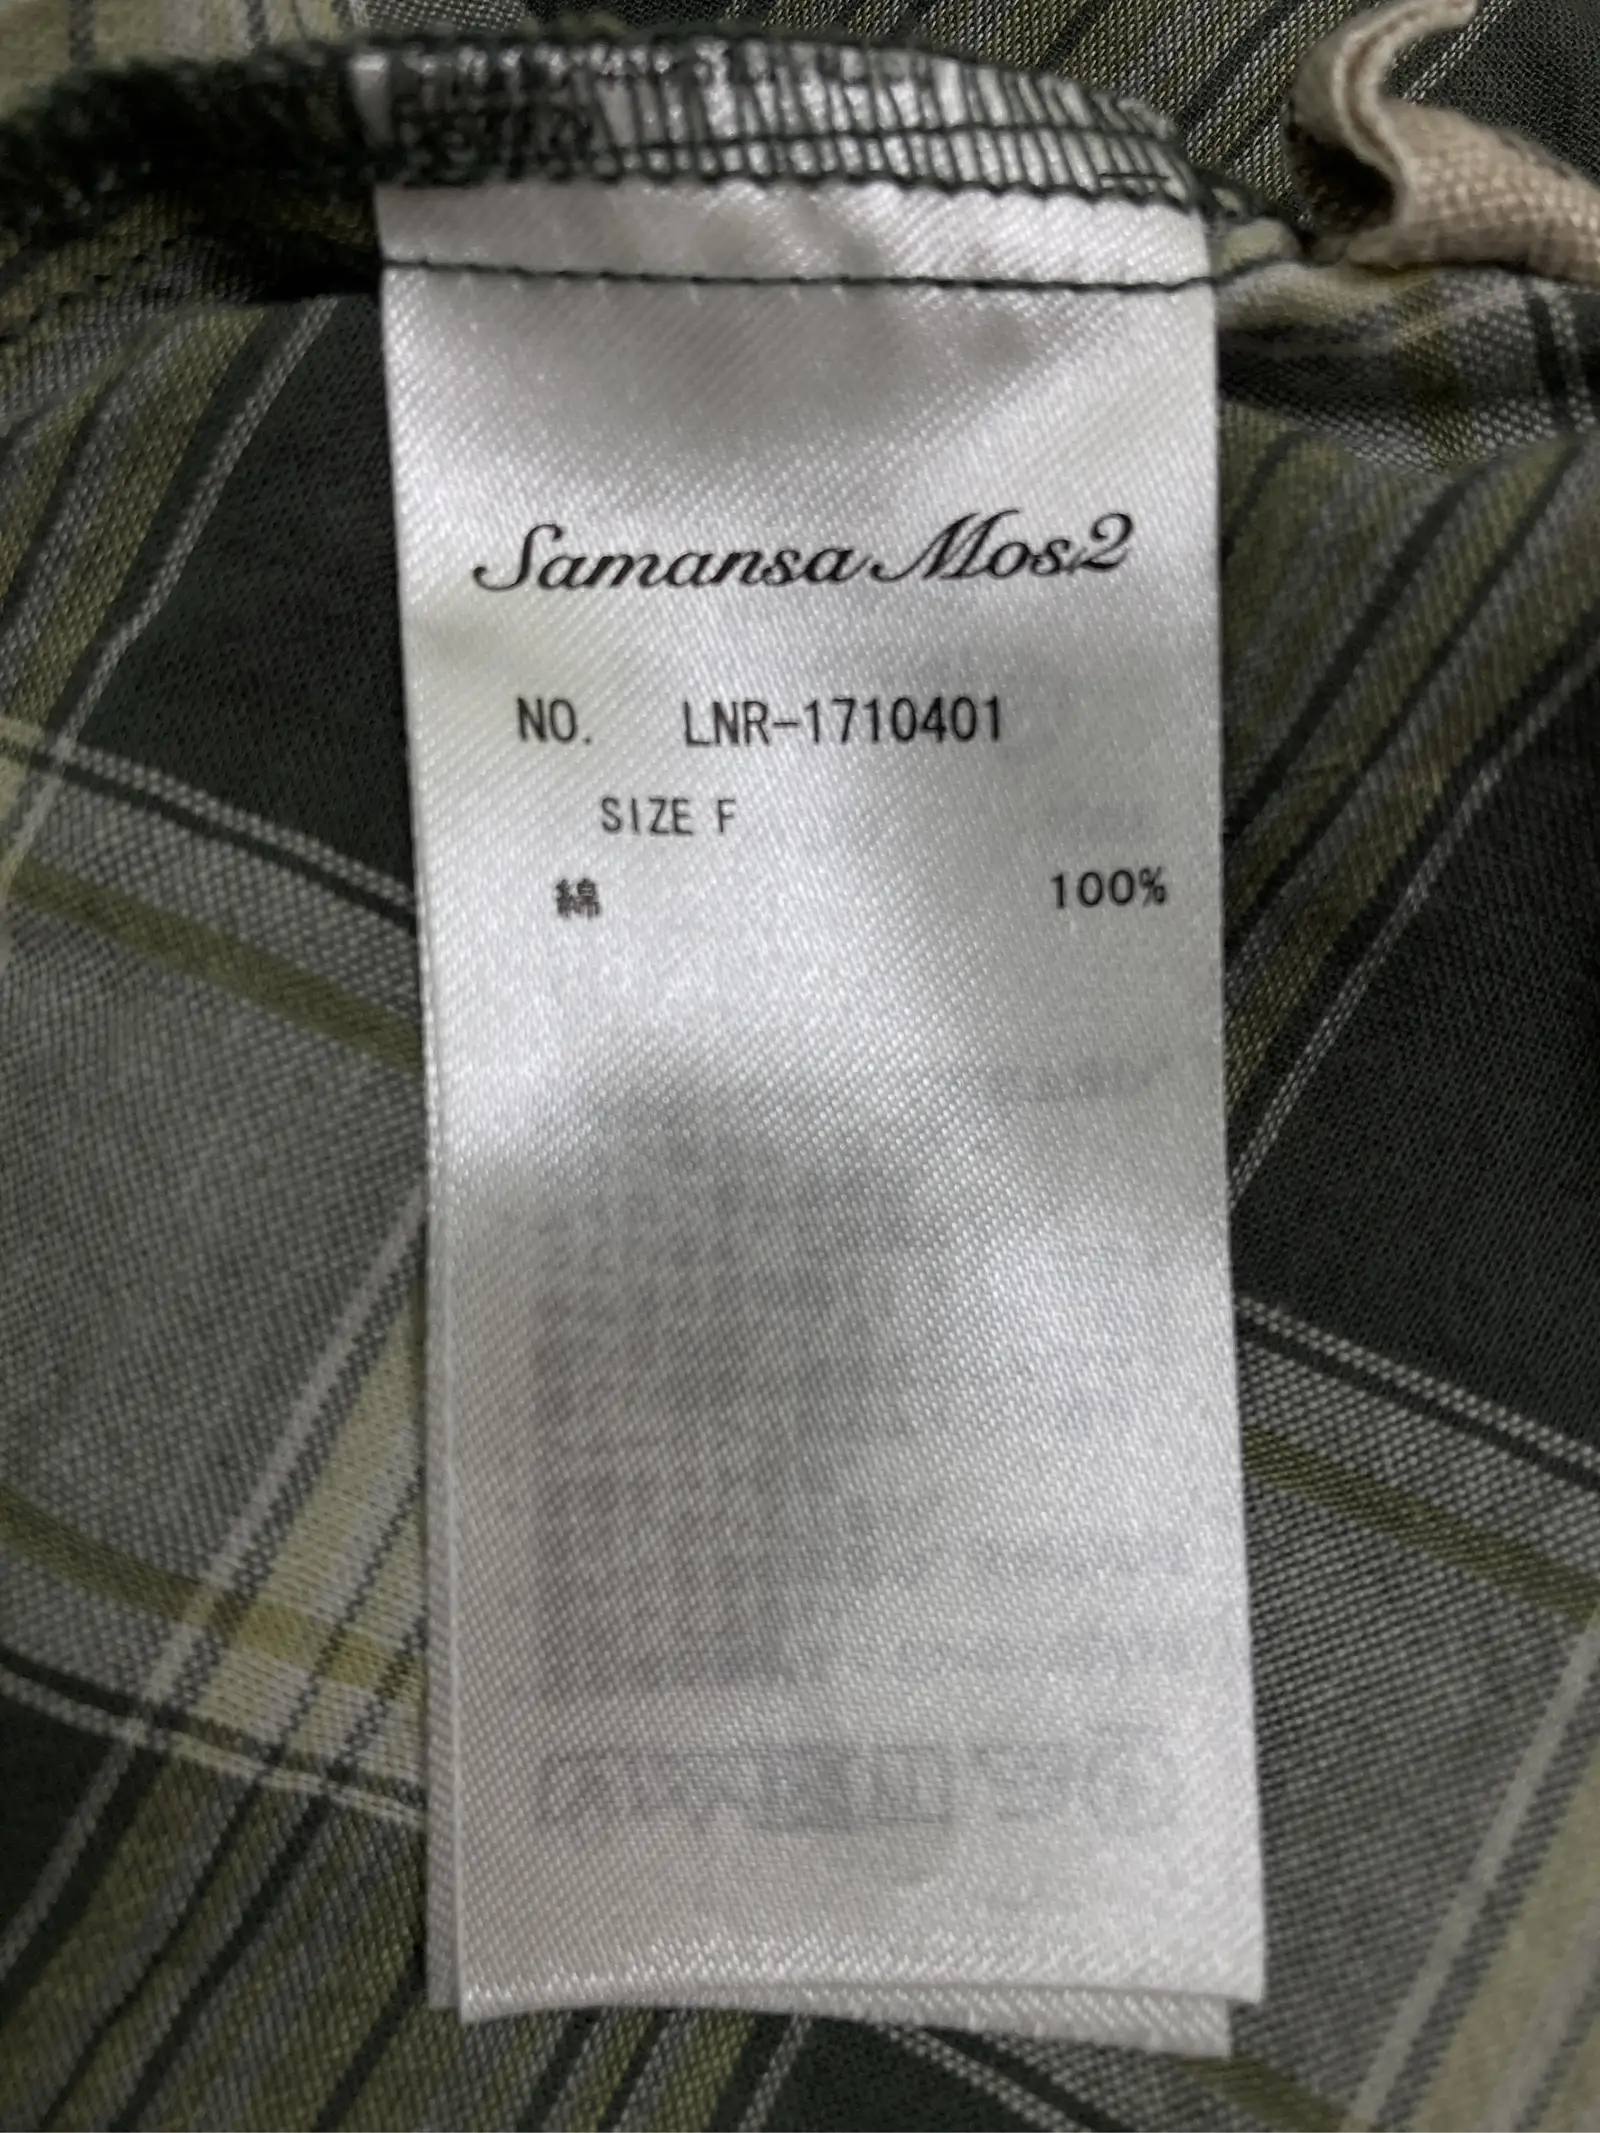 Samansa Mos2
NO. LNR-1710401
SIZE F
綿 100%